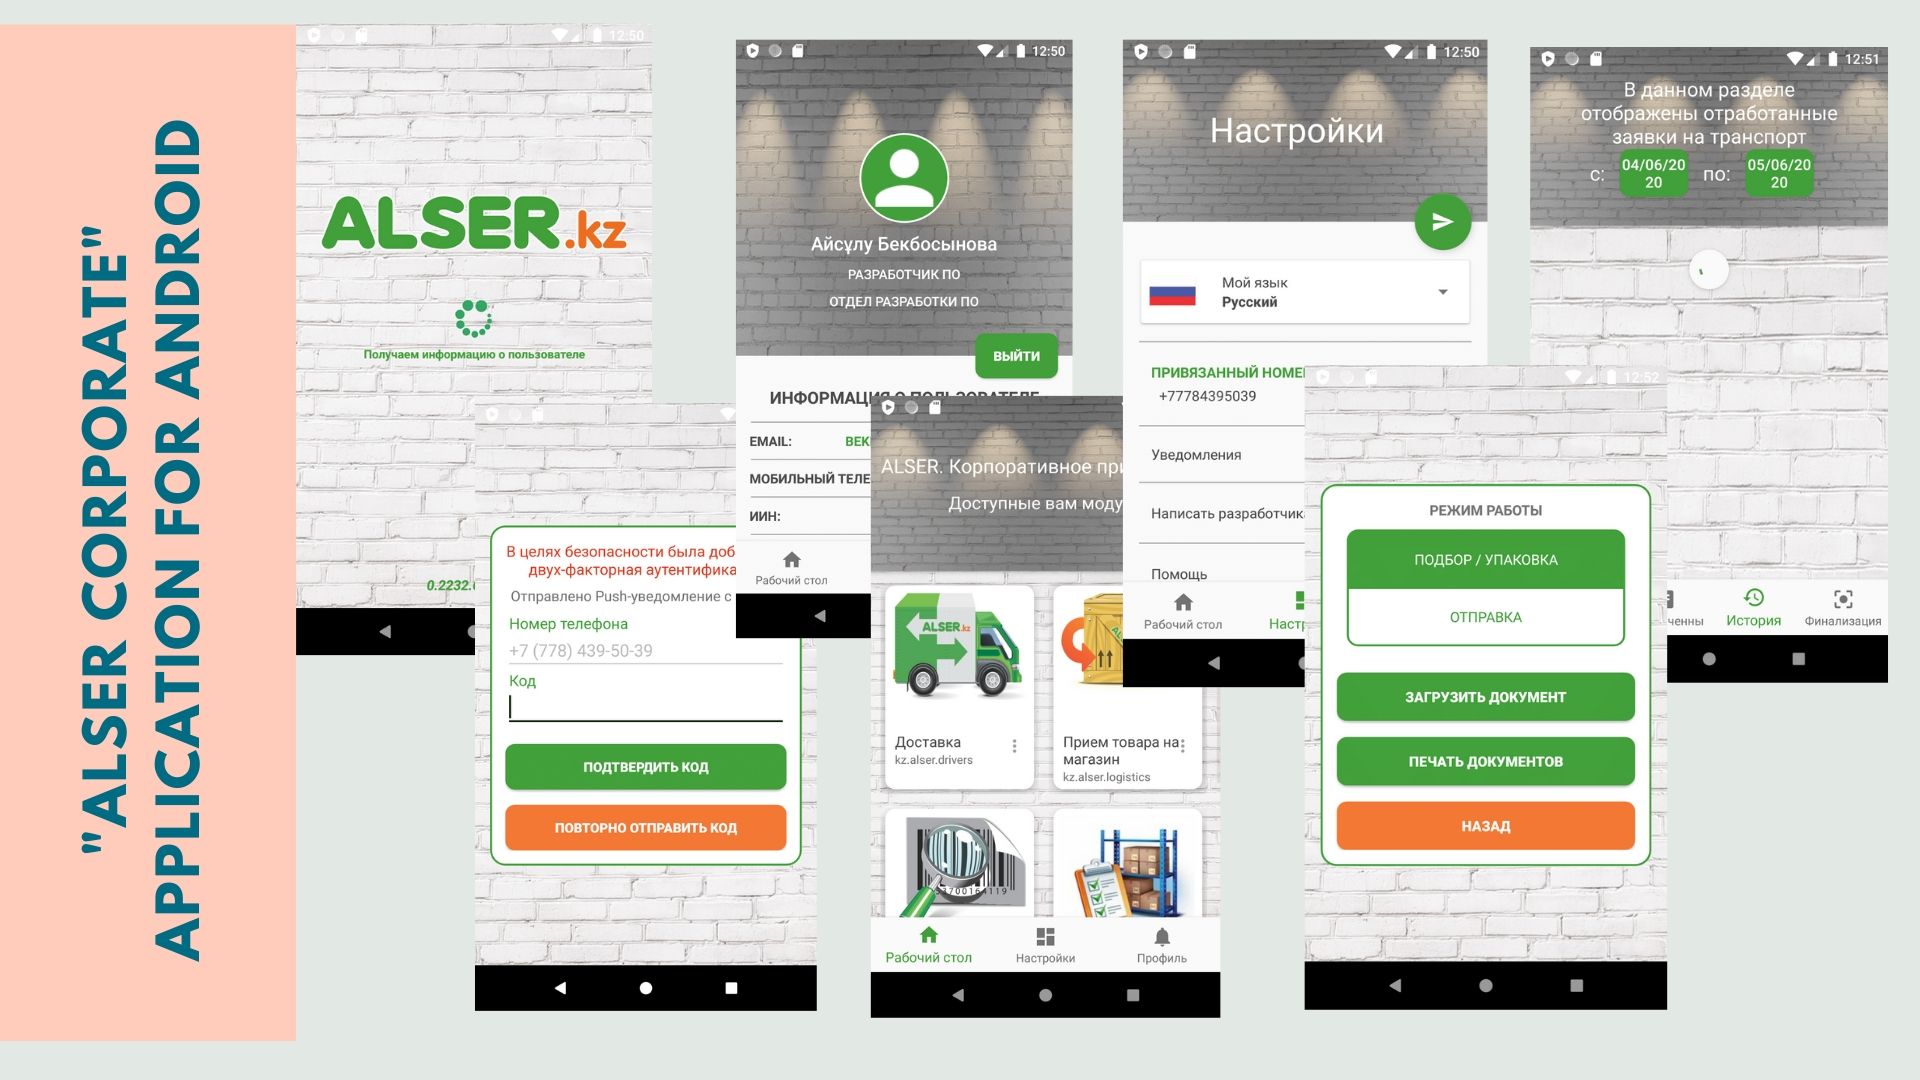 "ALSER CORPORATE"
APPLICATION FOR ANDROID
12:50
ALSER.kz
Получаем информацию о пользователе
0.2232.
В целях безопасности была доб
двух-факторная аутентифика
Отправлено Push-уведомление с
Номер телефона
+7 (778) 439-50-39
Код
ПОДТВЕРДИТЬ КОД
ПОВТОРНО ОТПРАВИТЬ КОД
12:50
Айсұлу Бекбосынова
РАЗРАБОТЧИК ПО
ОТДЕЛ РАЗРАБОТКИ ПО
ВЫЙТИ
ИНФОРМАЦИЯ О ПОЛЬЗОВАТЕЛЕ
EMAIL: BEK
МОБИЛЬНЫЙ ТЕЛЕ
ИИН:
Рабочий стол
ALSER. Корпоративное при
Доступные вам моду
ALSER.kz
Доставка
kz.alser.drivers
Прием товара на
магазин
kz.alser.logistics
Рабочий стол
Настройки
Профиль
12:50
Настройки
Мой язык
Русский
ПРИВЯЗАННЫЙ НОМЕ
+77784395039
Уведомления
Написать разработчик
Помощь
Рабочий стол
Настр
12:52
РЕЖИМ РАБОТЫ
ПОДБОР / УПАКОВКА
ОТПРАВКА
ЗАГРУЗИТЬ ДОКУМЕНТ
ПЕЧАТЬ ДОКУМЕНТОВ
НАЗАД
12:51
В данном разделе
отображены отработанные
заявки на транспорт
с: 04/06/20
20
по: 05/06/20
20
ченны
История
Финализация